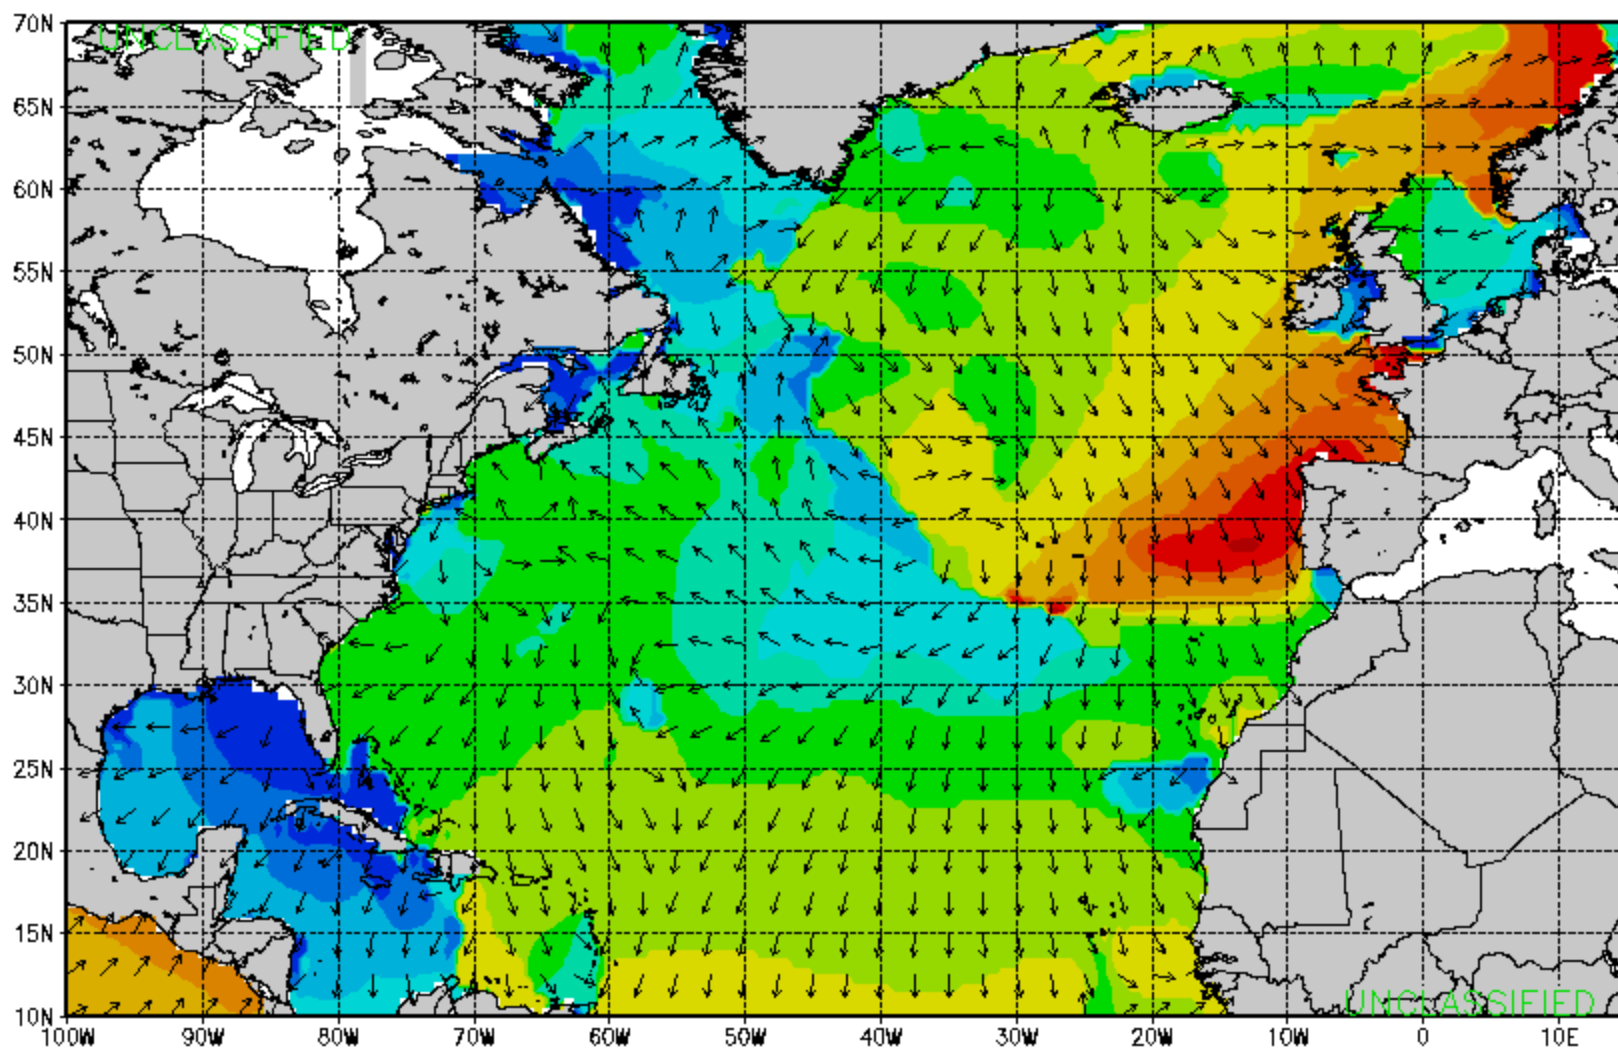 70N
UNCLASSIFIED
65N
60N
55N
50N
45N
40N
35N
30N
25N
20N
15N
UNCLASSIFIED
10N
100W 90W 80W 70W 60W 50W 40W 30W 20W 10W 0 10E